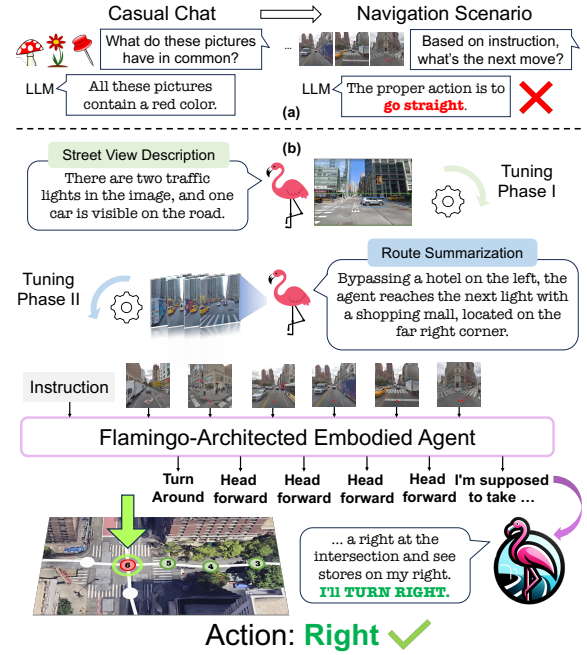 Casual Chat
Navigation Scenario
What do these pictures
have in common?
...
Based on instruction,
what's the next move?
LLM
All these pictures
contain a red color.
LLM
The proper action is to
go straight.
(a)
(b)
Street View Description
There are two traffic
lights in the image, and one
car is visible on the road.
Tuning
Phase I
Route Summarization
Tuning
Phase II
Bypassing a hotel on the left, the
agent reaches the next light with
a shopping mall, located on the
far right corner.
Instruction
Flamingo-Architected Embodied Agent
Turn
Around
Head
forward
Head
forward
Head
forward
Head
forward
I'm supposed
to take ...
6
5
4
3
... a right at the
intersection and see
stores on my right.
I'll TURN RIGHT.
Action: Right